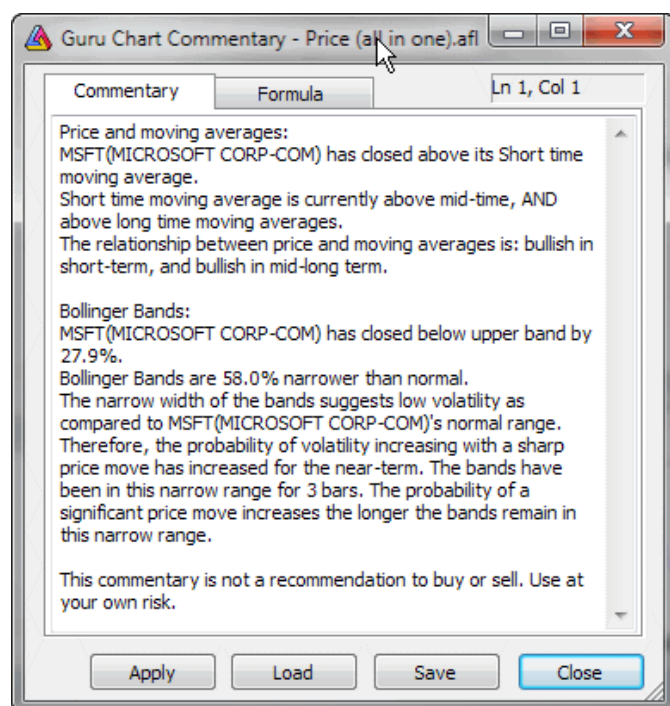 Guru Chart Commentary - Price (all in one).afl
Commentary
Formula
Ln 1, Col 1
Price and moving averages:
MSFT(MICROSOFT CORP-COM) has closed above its Short time
moving average.
Short time moving average is currently above mid-time, AND
above long time moving averages.
The relationship between price and moving averages is: bullish in
short-term, and bullish in mid-long term.
Bollinger Bands:
MSFT(MICROSOFT CORP-COM) has closed below upper band by
27.9%.
Bollinger Bands are 58.0% narrower than normal.
The narrow width of the bands suggests low volatility as
compared to MSFT(MICROSOFT CORP-COM)'s normal range.
Therefore, the probability of volatility increasing with a sharp
price move has increased for the near-term. The bands have
been in this narrow range for 3 bars. The probability of a
significant price move increases the longer the bands remain in
this narrow range.
This commentary is not a recommendation to buy or sell. Use at
your own risk.
Apply
Load
Save
Close